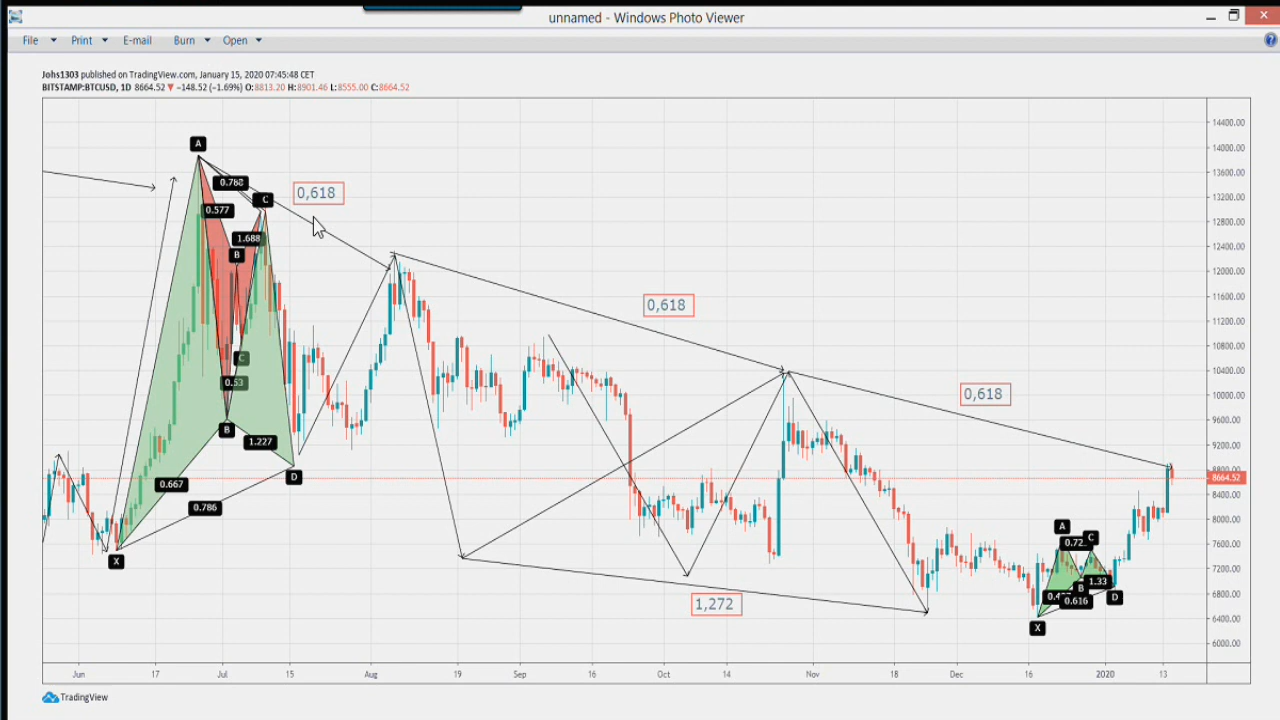 unnamed - Windows Photo Viewer
File Print E-mail Burn Open
Johs1303 published on TradingView.com, January 15, 2020 07:45:48 CET
BITSTAMP:BTCUSD, 1D 8664.52 ▼ −148.52 (−1.69%) O:8813.20 H:8901.46 L:8555.00 C:8664.52
14400.00
A
14000.00
0.768
13600.00
0,618
C
13200.00
0.577
12800.00
1.688
B
12400.00
12000.00
0,618
11600.00
11200.00
10800.00
C
10400.00
0.53
0,618
10000.00
B
9600.00
1.227
9200.00
8800.00
D
8664.52
0.667
8400.00
0.786
8000.00
A
C
0.72
7600.00
X
7200.00
1.33
B
D
6800.00
0.616
1,272
X
6400.00
6000.00
Jun 17 Jul 15 Aug 19 Sep 16 Oct 14 Nov 18 Dec 16 2020 13
TradingView